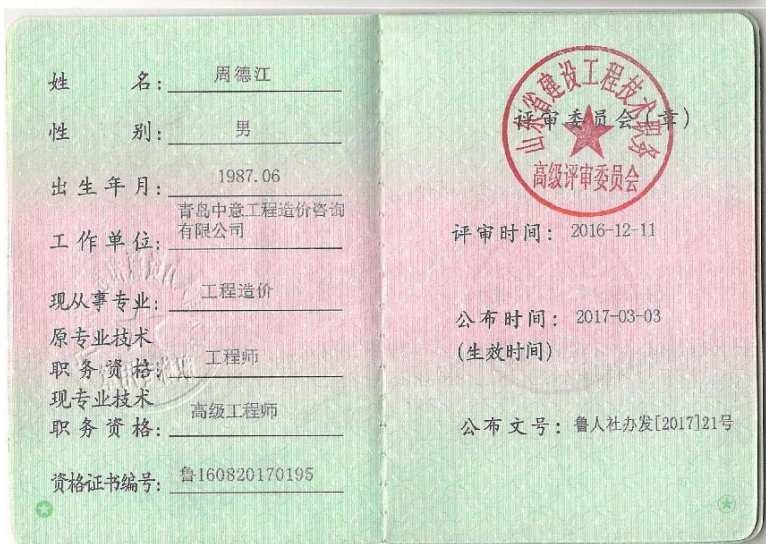 姓 名: 周德江
性 别: 男
出生年月: 1987.06
工作单位: 青岛中意工程造价咨询
有限公司
现从事专业: 工程造价
原专业技术
职务资格: 工程师
现专业技术
职务资格: 高级工程师
资格证书编号: 鲁160820170195
山东省建设工程技术职务
高级评审委员会
评审委员会(章)
评审时间: 2016-12-11
公布时间: 2017-03-03
(生效时间)
公布文号: 鲁人社办发[2017]21号